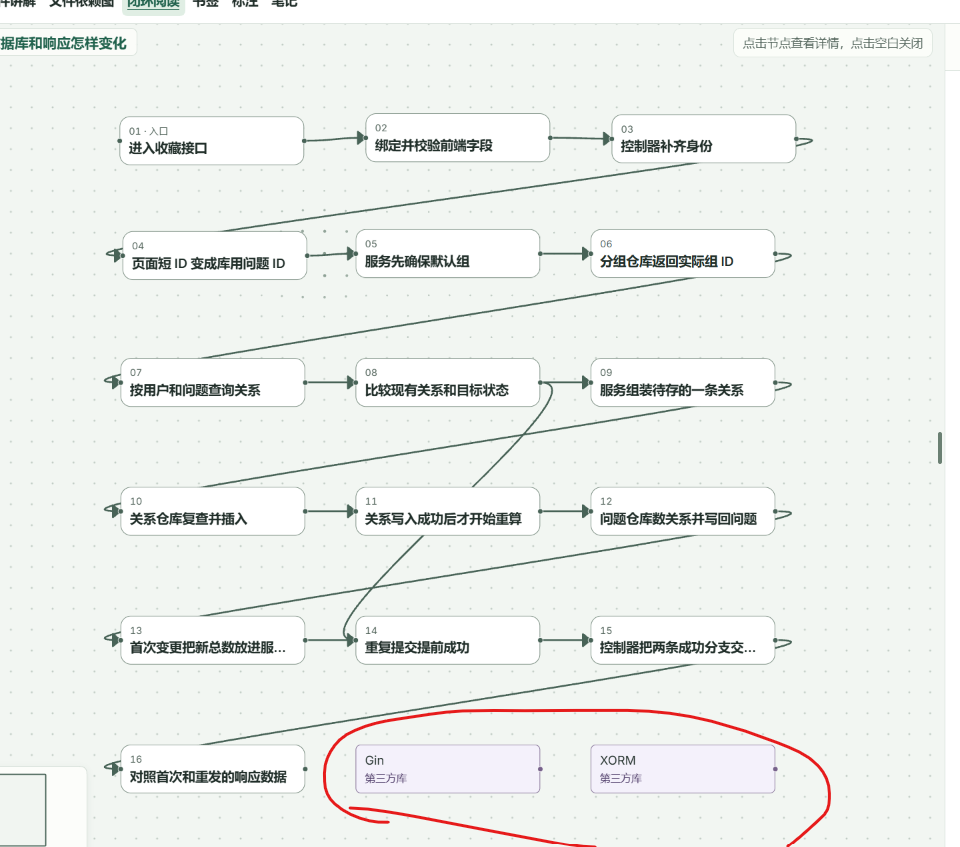 件讲解 文件依赖图 闭环阅读 书签 标注 笔记
据库和响应怎样变化
点击节点查看详情，点击空白关闭
01 · 入口
进入收藏接口
02
绑定并校验前端字段
03
控制器补齐身份
04
页面短 ID 变成库用问题 ID
05
服务先确保默认组
06
分组仓库返回实际组 ID
07
按用户和问题查询关系
08
比较现有关系和目标状态
09
服务组装待存的一条关系
10
关系仓库复查并插入
11
关系写入成功后才开始重算
12
问题仓库数关系并写回问题
13
首次变更把新总数放进服...
14
重复提交提前成功
15
控制器把两条成功分支交...
16
对照首次和重发的响应数据
Gin
第三方库
XORM
第三方库